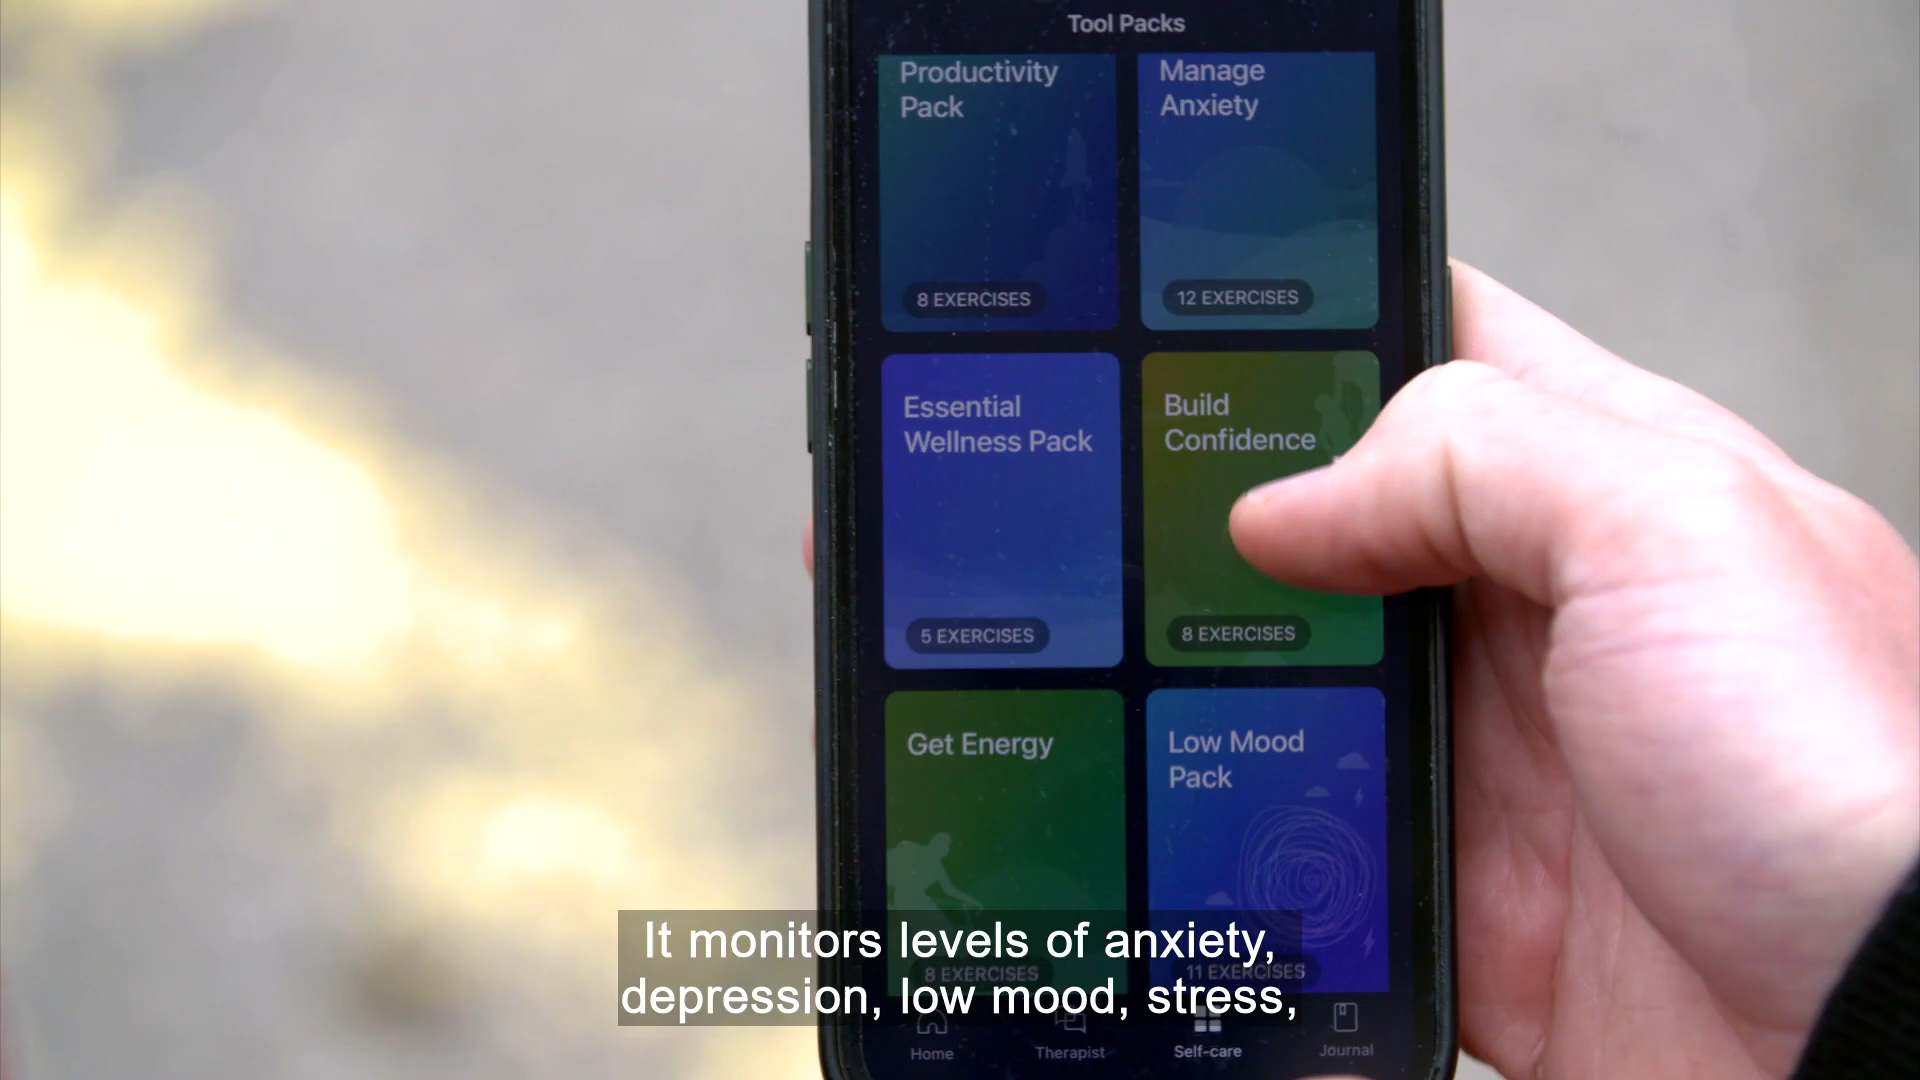 Tool Packs
Productivity
Pack
8 EXERCISES
Manage
Anxiety
12 EXERCISES
Essential
Wellness Pack
5 EXERCISES
Build
Confidence
8 EXERCISES
Get Energy
8 EXERCISES
Low Mood
Pack
11 EXERCISES
It monitors levels of anxiety,
depression, low mood, stress,
Home
Therapist
Self-care
Journal